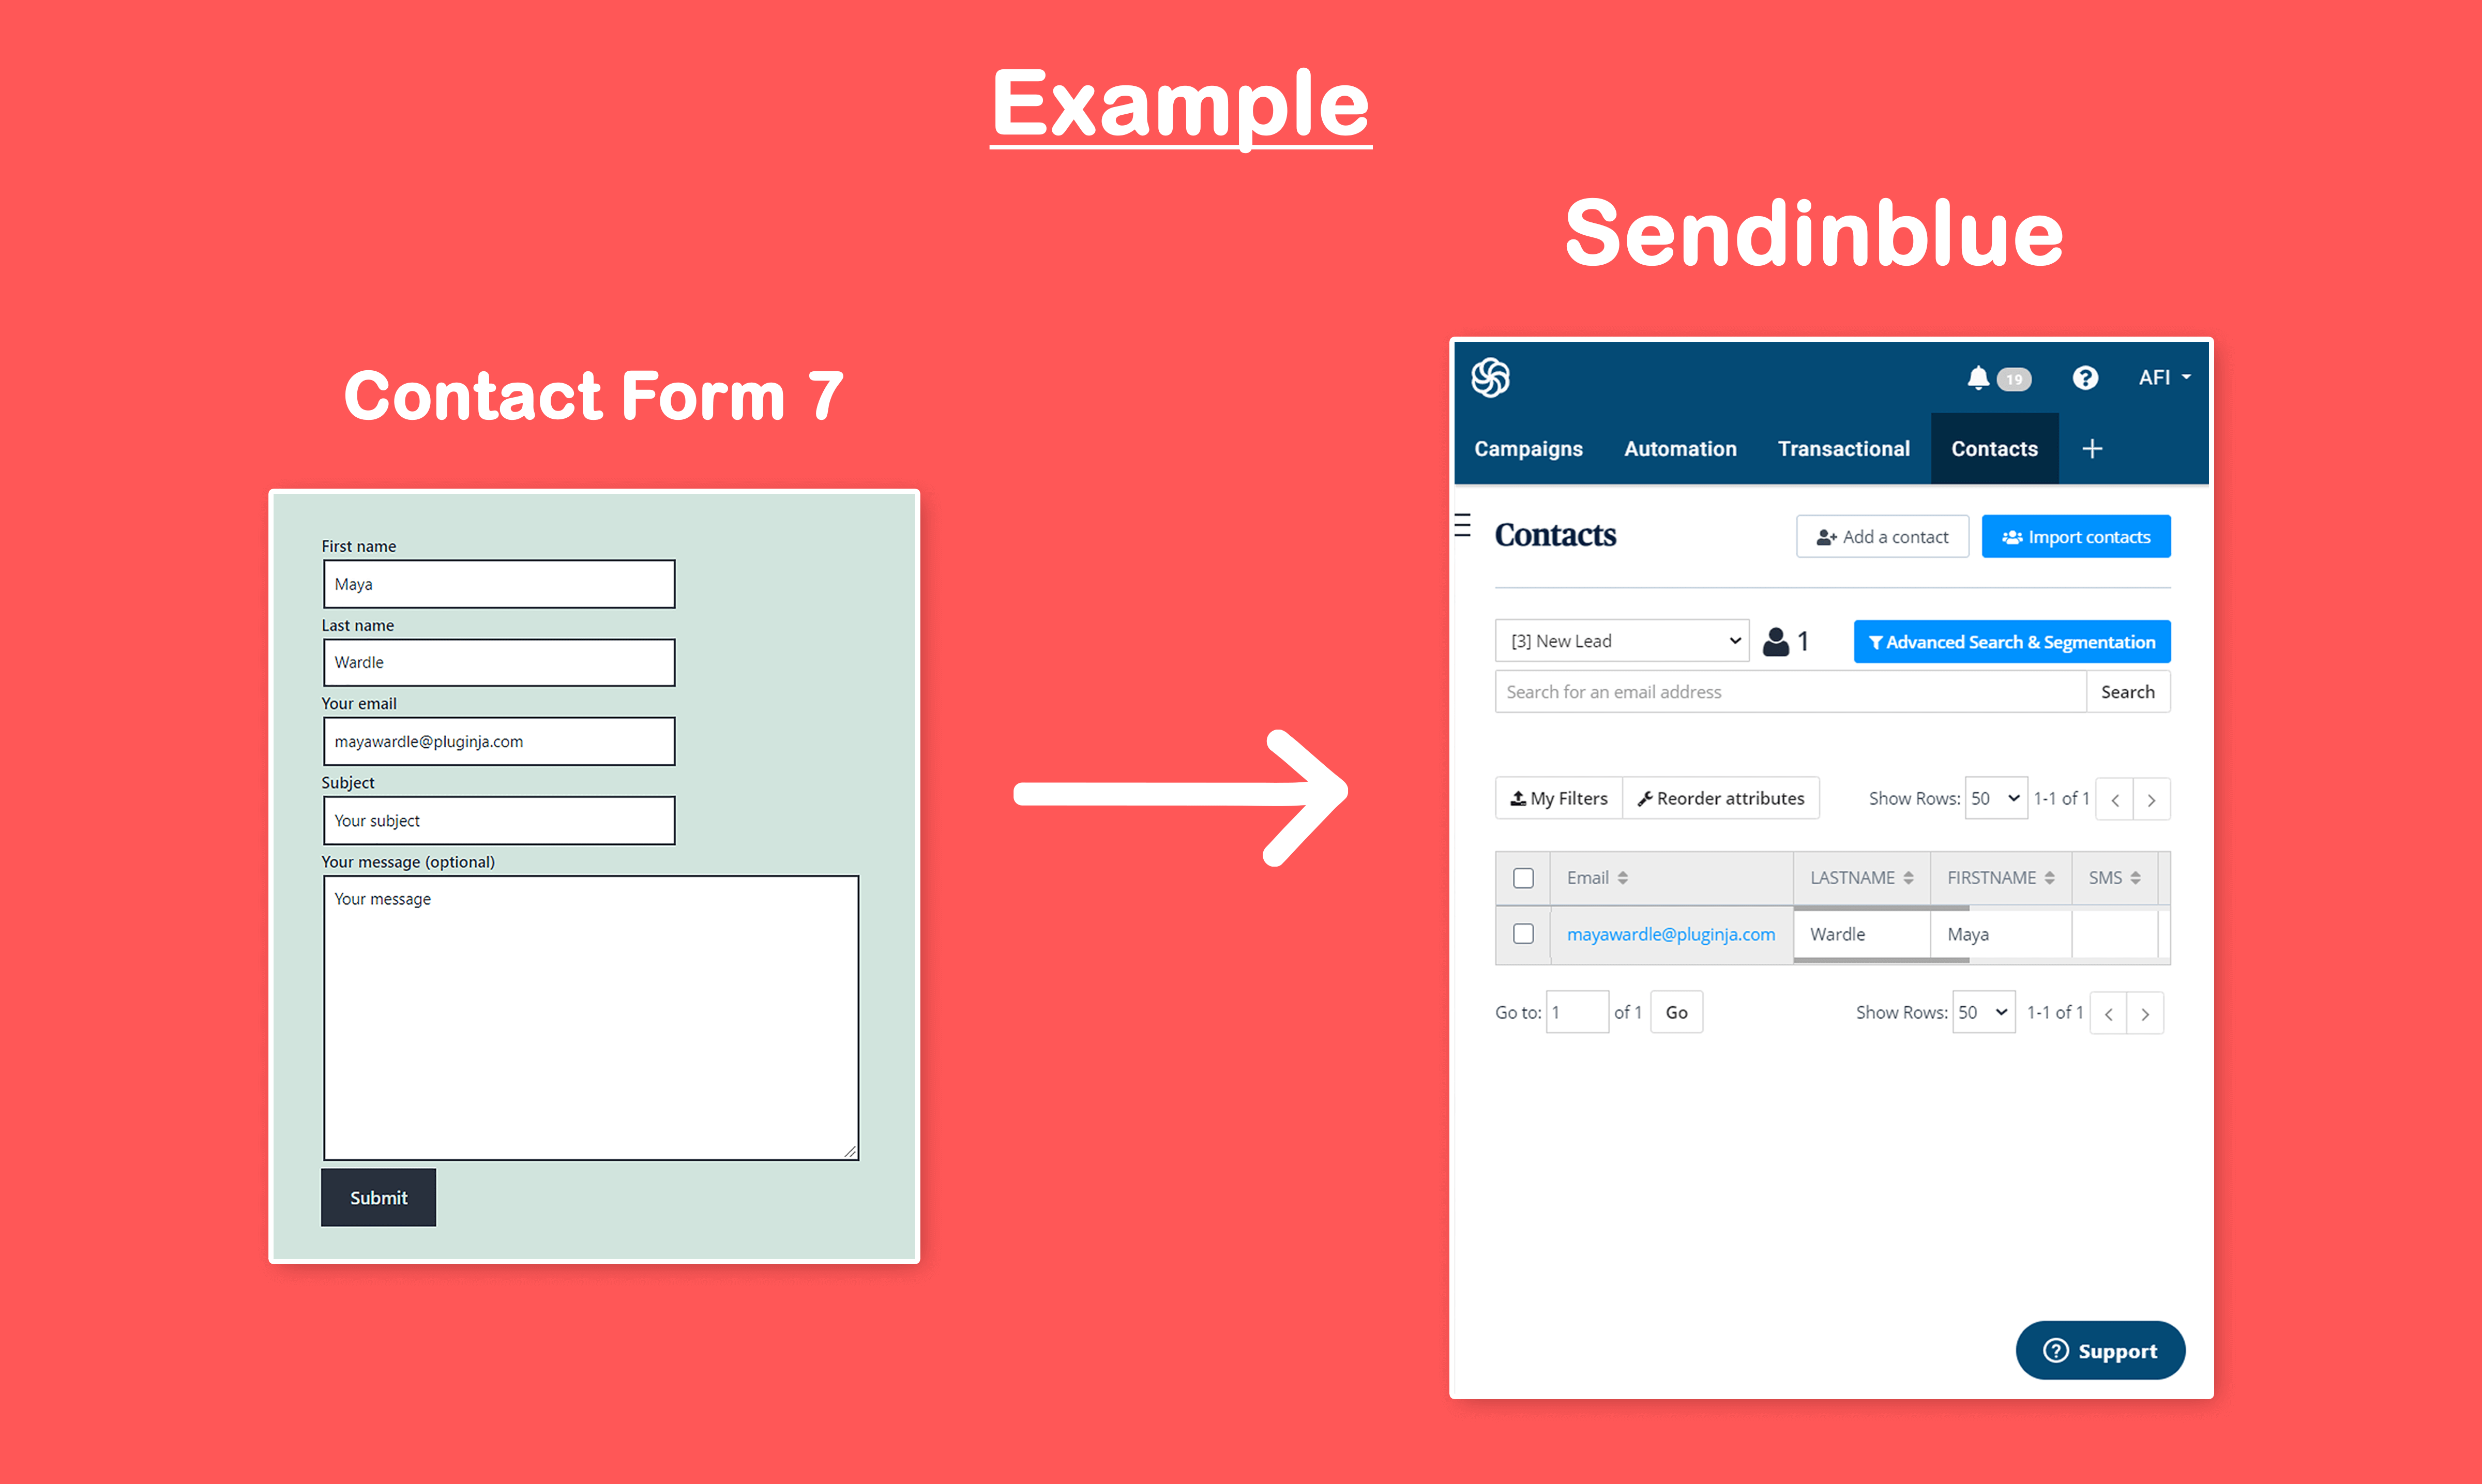 Example
Contact Form 7
First name
Maya
Last name
Wardle
Your email
mayawardle@pluginja.com
Subject
Your subject
Your message (optional)
Your message
Submit
Sendinblue
19
AFI
Campaigns Automation Transactional Contacts +
Contacts Add a contact Import contacts
[3] New Lead 1 Advanced Search & Segmentation
Search for an email address Search
My Filters Reorder attributes Show Rows: 50 1-1 of 1
Email LASTNAME FIRSTNAME SMS
mayawardle@pluginja.com Wardle Maya
Go to: 1 of 1 Go Show Rows: 50 1-1 of 1
Support